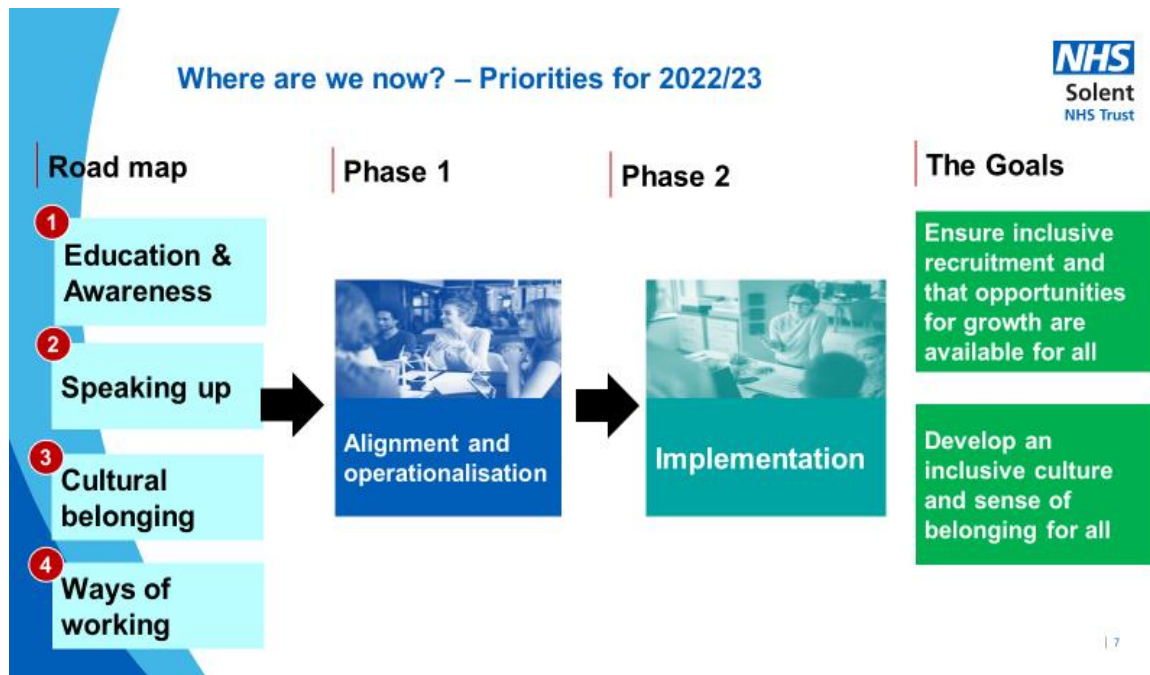 Where are we now? – Priorities for 2022/23
NHS
Solent
NHS Trust
Road map
1
Education &
Awareness
2
Speaking up
3
Cultural
belonging
4
Ways of
working
Phase 1
Alignment and
operationalisation
Phase 2
Implementation
The Goals
Ensure inclusive
recruitment and
that opportunities
for growth are
available for all
Develop an
inclusive culture
and sense of
belonging for all
| 7